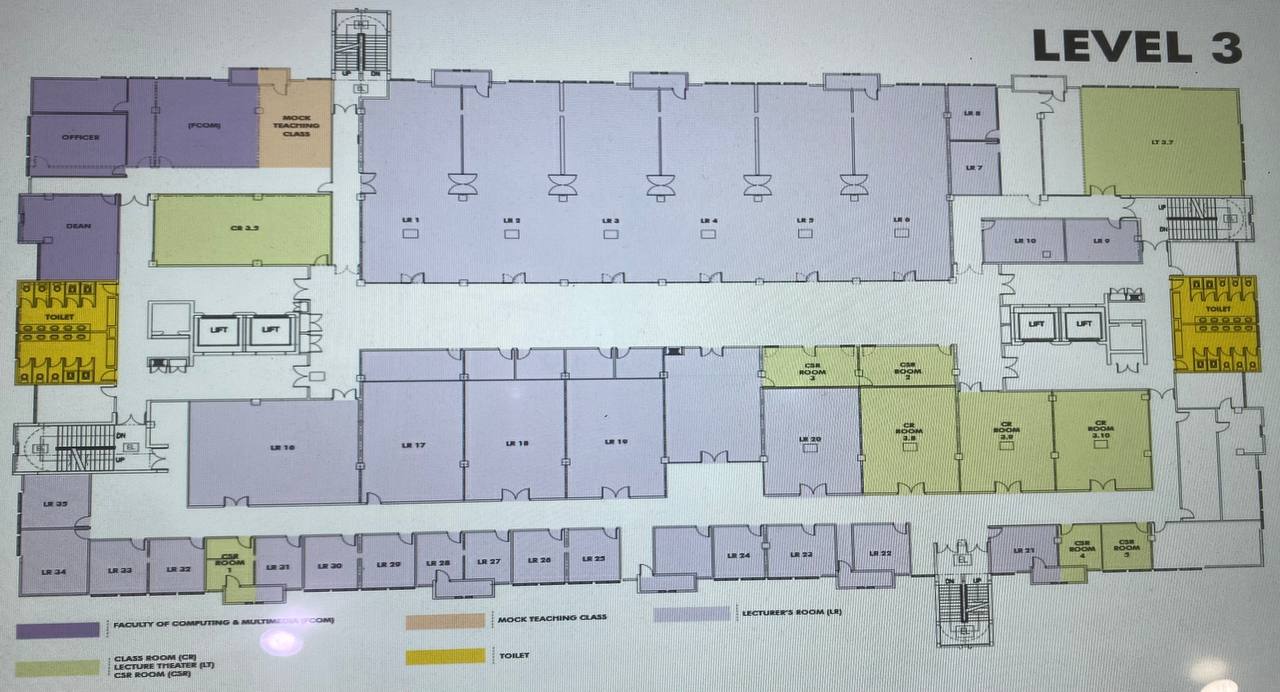 LEVEL 3
EL
UP DN
EL
OFFICER
(FCOM)
MOCK
TEACHING
CLASS
LR 8
LR 7
LT 3.7
DEAN
CR 3.2
LR 1
LR 2
LR 3
LR 4
LR 5
LR 6
LR 10
LR 9
UP
DN
EL
TOILET
LIFT
LIFT
LIFT
LIFT
TOILET
CSR
ROOM
3
CSR
ROOM
2
LR 16
LR 17
LR 18
LR 19
LR 20
CR
ROOM
3.8
CR
ROOM
3.9
CR
ROOM
3.10
EL
DN
EL
UP
LR 35
LR 34
LR 33
LR 32
CSR
ROOM
1
LR 31
LR 30
LR 29
LR 28
LR 27
LR 26
LR 25
LR 24
LR 23
LR 22
EL
LR 21
CSR
ROOM
4
CSR
ROOM
5
DN UP
EL
FACULTY OF COMPUTING & MULTIMEDIA (FCOM)
MOCK TEACHING CLASS
LECTURER'S ROOM (LR)
CLASS ROOM (CR)
LECTURE THEATER (LT)
CSR ROOM (CSR)
TOILET